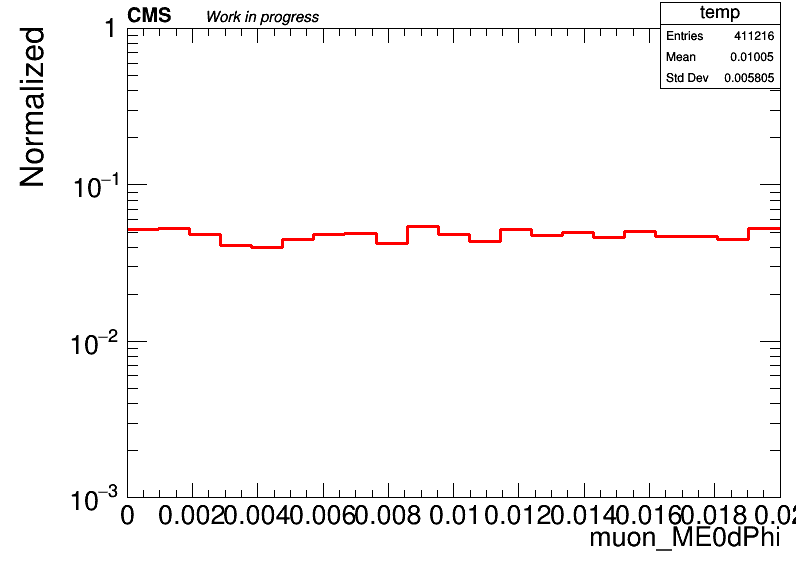 CMS Work in progress
temp
Entries 411216
Mean 0.01005
Std Dev 0.005805
Normalized
1
10−1
10−2
10−3
0 0.002 0.004 0.006 0.008 0.01 0.012 0.014 0.016 0.018 0.02
muon_ME0dPhi